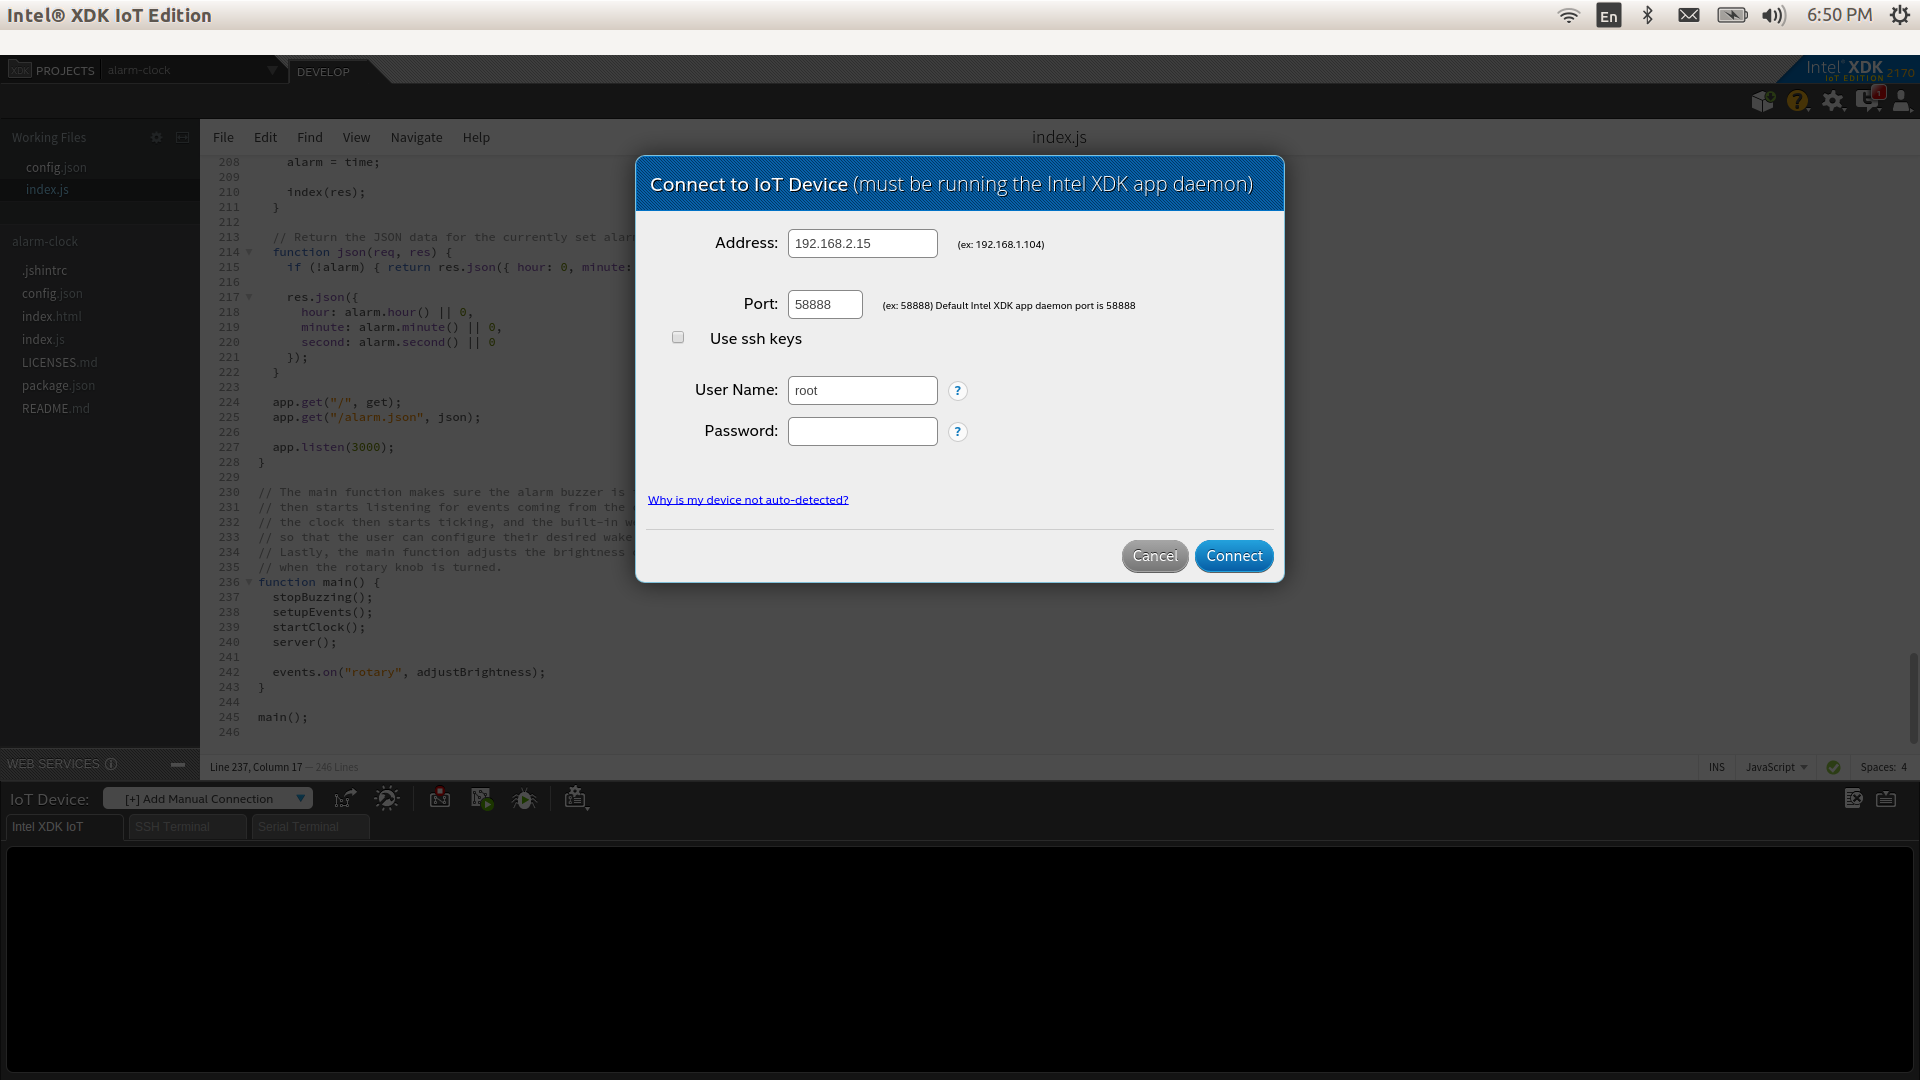 Intel® XDK IoT Edition
En
6:50 PM
XDK PROJECTS alarm-clock
DEVELOP
Intel® XDK
IoT EDITION 2170
?
1
Working Files
config.json
index.js
alarm-clock
.jshintrc
config.json
index.html
index.js
LICENSES.md
package.json
README.md
WEB SERVICES
File Edit Find View Navigate Help
index.js
208 alarm = time;
209
210 index(res);
211 }
212
213 // Return the JSON data for the currently set alar
214 function json(req, res) {
215 if (!alarm) { return res.json({ hour: 0, minute:
216
217 res.json({
218 hour: alarm.hour() || 0,
219 minute: alarm.minute() || 0,
220 second: alarm.second() || 0
221 });
222 }
223
224 app.get("/", get);
225 app.get("/alarm.json", json);
226
227 app.listen(3000);
228 }
229
230 // The main function makes sure the alarm buzzer is
231 // then starts listening for events coming from the
232 // the clock then starts ticking, and the built-in w
233 // so that the user can configure their desired wake
234 // Lastly, the main function adjusts the brightness
235 // when the rotary knob is turned.
236 function main() {
237 stopBuzzing();
238 setupEvents();
239 startClock();
240 server();
241
242 events.on("rotary", adjustBrightness);
243 }
244
245 main();
246
Line 237, Column 17 — 246 Lines
INS JavaScript Spaces: 4
Connect to IoT Device (must be running the Intel XDK app daemon)
Address: 192.168.2.15 (ex: 192.168.1.104)
Port: 58888 (ex: 58888) Default Intel XDK app daemon port is 58888
Use ssh keys
User Name: root ?
Password: ?
Why is my device not auto-detected?
Cancel Connect
IoT Device: [+] Add Manual Connection
Intel XDK IoT SSH Terminal Serial Terminal